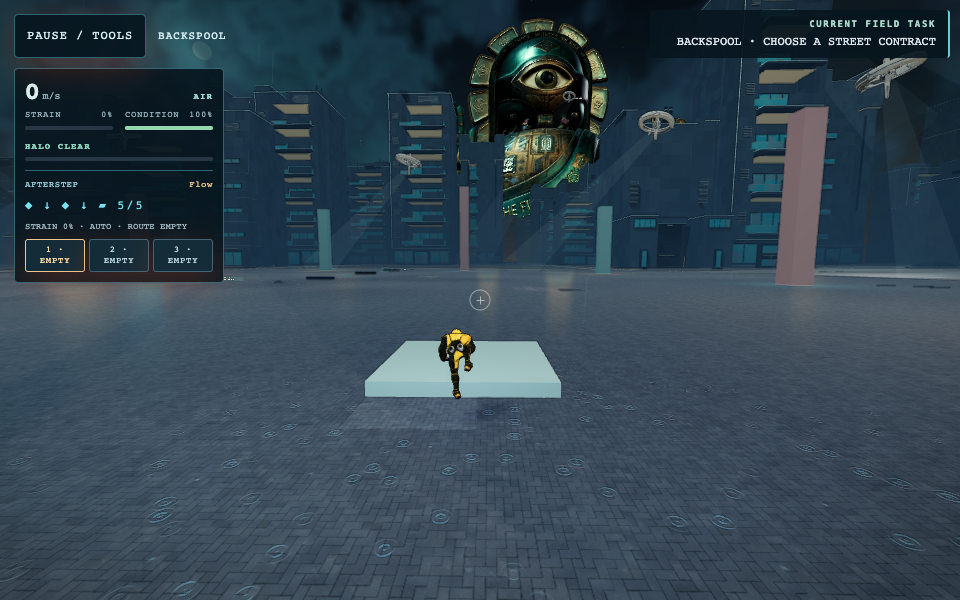 PAUSE / TOOLS
BACKSPOOL
CURRENT FIELD TASK
BACKSPOOL · CHOOSE A STREET CONTRACT
0 m/s
AIR
STRAIN 0% CONDITION 100%
HALO CLEAR
AFTERSTEP Flow
5/5
STRAIN 0% · AUTO · ROUTE EMPTY
1 · EMPTY
2 · EMPTY
3 · EMPTY